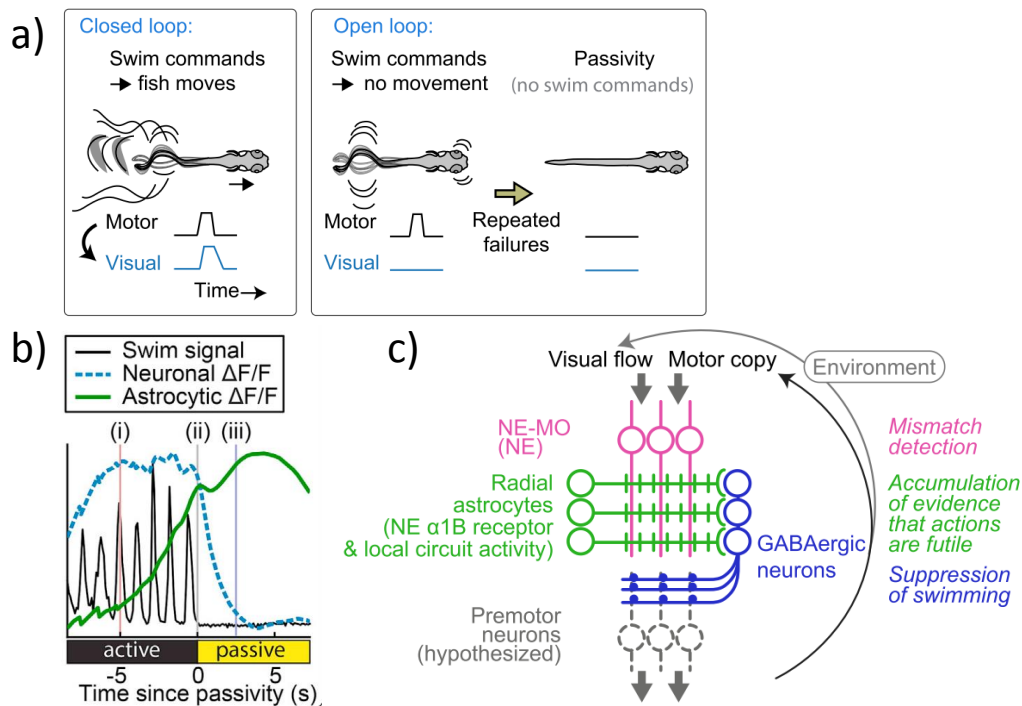 a)
Closed loop:
Swim commands
→ fish moves
Motor
Visual
Time→
Open loop:
Swim commands
→ no movement
Passivity
(no swim commands)
Motor
Visual
Repeated
failures
b)
Swim signal
Neuronal ΔF/F
Astrocytic ΔF/F
(i) (ii) (iii)
active passive
-5 0 5
Time since passivity (s)
c)
Visual flow Motor copy
Environment
NE-MO
(NE)
Radial
astrocytes
(NE α1B receptor
& local circuit activity)
GABAergic
neurons
Premotor
neurons
(hypothesized)
Mismatch
detection
Accumulation
of evidence
that actions
are futile
Suppression
of swimming